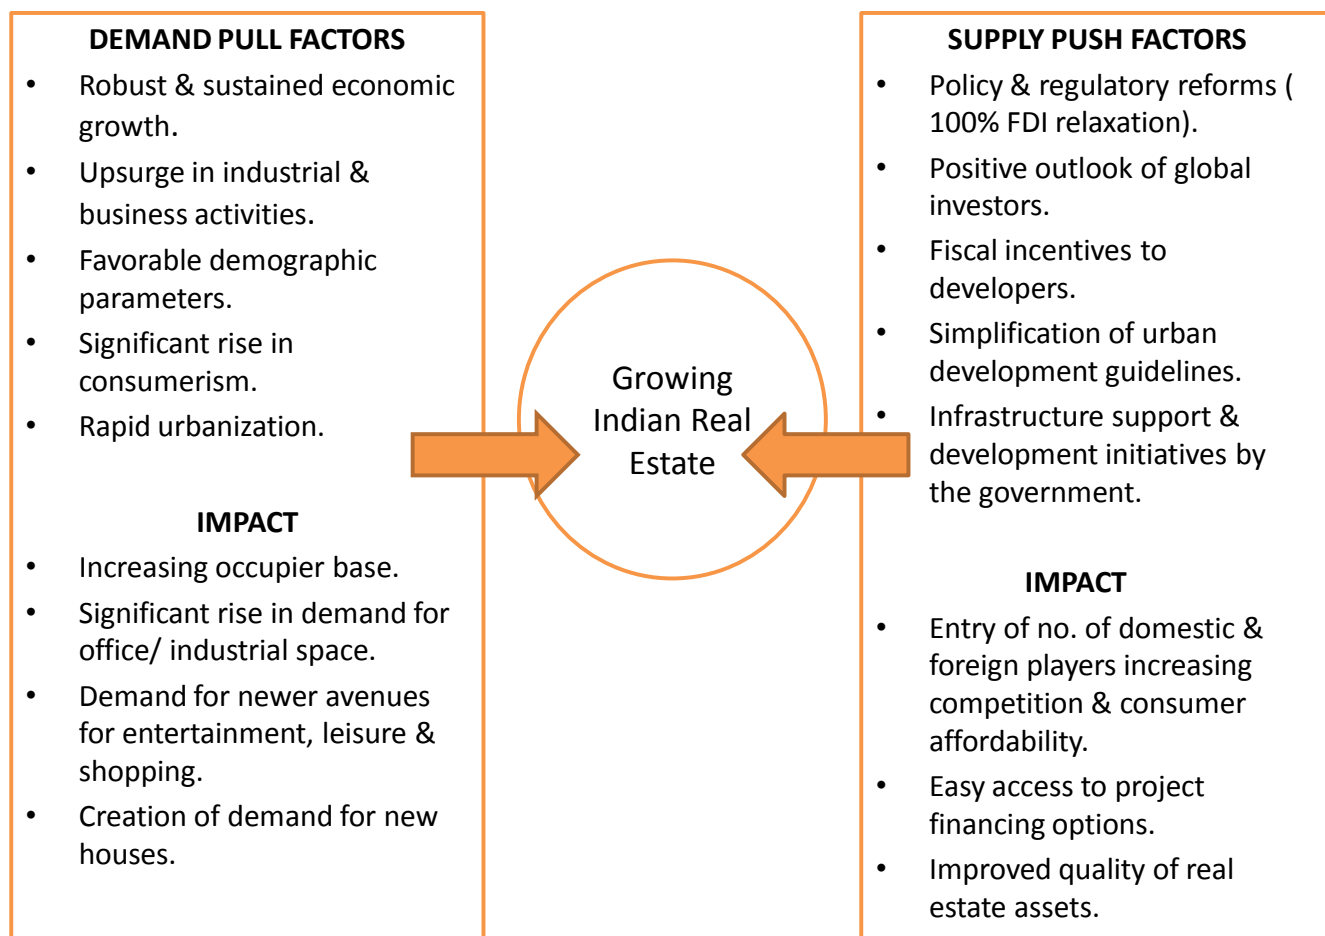 DEMAND PULL FACTORS
• Robust & sustained economic
growth.
• Upsurge in industrial &
business activities.
• Favorable demographic
parameters.
• Significant rise in
consumerism.
• Rapid urbanization.
IMPACT
• Increasing occupier base.
• Significant rise in demand for
office/ industrial space.
• Demand for newer avenues
for entertainment, leisure &
shopping.
• Creation of demand for new
houses.
Growing
Indian Real
Estate
SUPPLY PUSH FACTORS
• Policy & regulatory reforms (
100% FDI relaxation).
• Positive outlook of global
investors.
• Fiscal incentives to
developers.
• Simplification of urban
development guidelines.
• Infrastructure support &
development initiatives by
the government.
IMPACT
• Entry of no. of domestic &
foreign players increasing
competition & consumer
affordability.
• Easy access to project
financing options.
• Improved quality of real
estate assets.